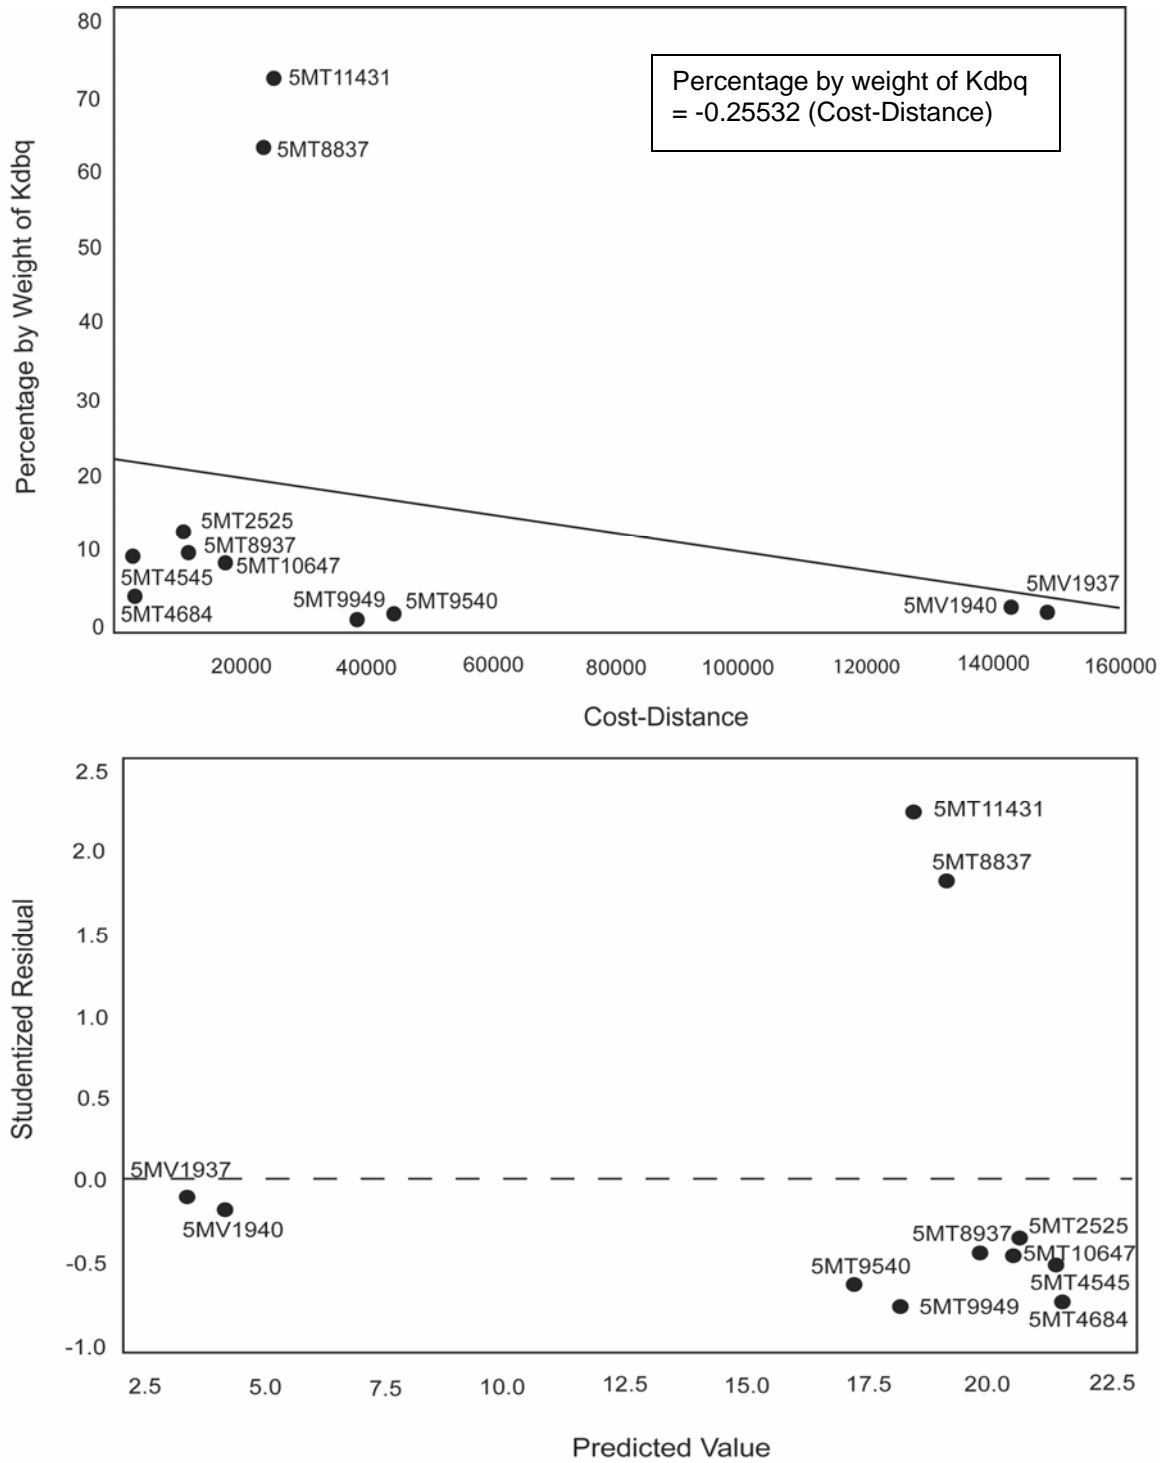 80
70
60
50
40
30
20
10
0
Percentage by Weight of Kdbq
5MT11431
5MT8837
Percentage by weight of Kdbq
= -0.25532 (Cost-Distance)
5MT2525
5MT8937
5MT10647
5MT4545
5MT4684
5MT9949
5MT9540
5MV1940
5MV1937
20000 40000 60000 80000 100000 120000 140000 160000
Cost-Distance
2.5
2.0
1.5
1.0
0.5
0.0
-0.5
-1.0
Studentized Residual
5MT11431
5MT8837
5MV1937
5MV1940
5MT8937
5MT2525
5MT10647
5MT9540
5MT4545
5MT9949
5MT4684
2.5 5.0 7.5 10.0 12.5 15.0 17.5 20.0 22.5
Predicted Value